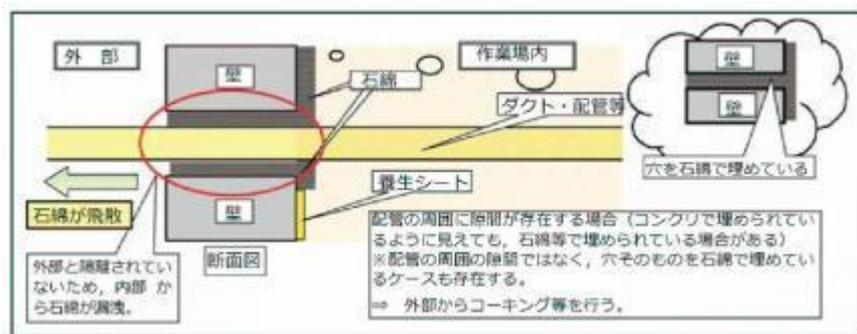 外 部
壁
石綿
作業場内
ダクト・配管等
壁
壁
穴を石綿で埋めている
養生シート
石綿が飛散
壁
断面図
外部と隔離されてい
ないため，内部 から
石綿が漏洩。
配管の周囲に隙間が存在する場合（コンクリで埋められてい
るように見えても，石綿等で埋められている場合がある）
※配管の周囲の隙間ではなく，穴そのものを石綿で埋めてい
るケースも存在する。
⇒ 外部からコーキング等を行う。